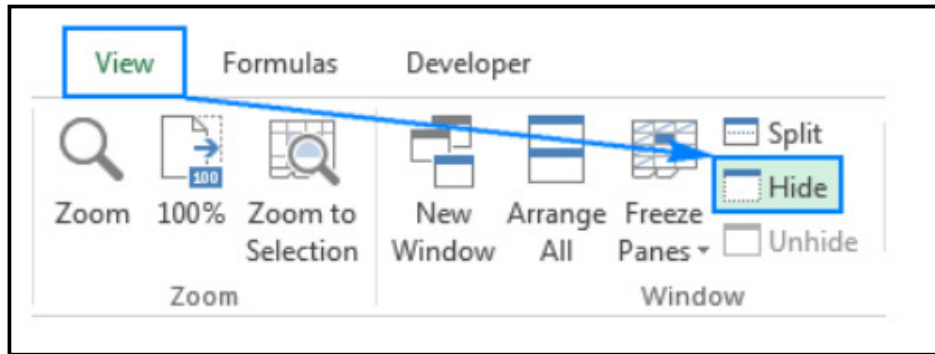 View Formulas Developer
Zoom
100
100%
Zoom to
Selection
New
Window
Arrange
All
Freeze
Panes
Split
Hide
Unhide
Zoom
Window